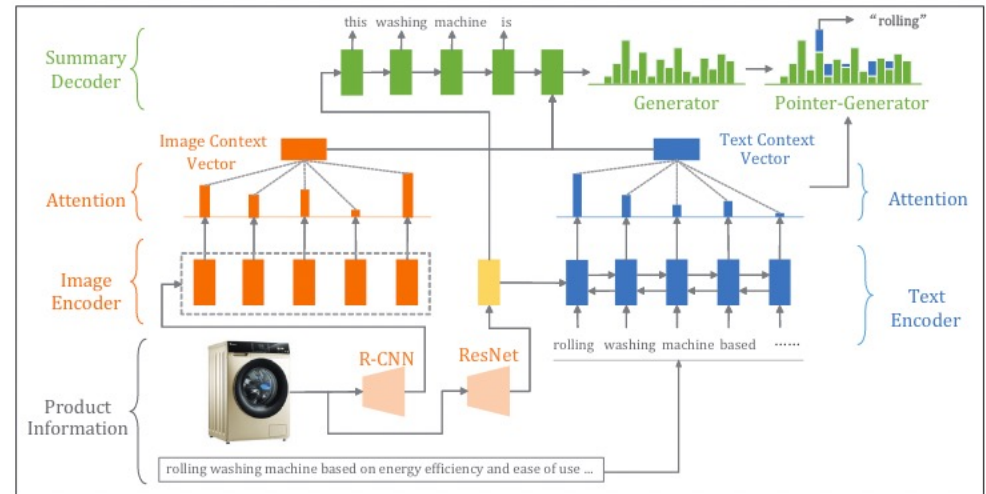 this washing machine is
"rolling"
Summary
Decoder
Generator
Pointer-Generator
Image Context
Vector
Text Context
Vector
Attention
Attention
Image
Encoder
Text
Encoder
rolling washing machine based ……
R-CNN
ResNet
Product
Information
rolling washing machine based on energy efficiency and ease of use ...